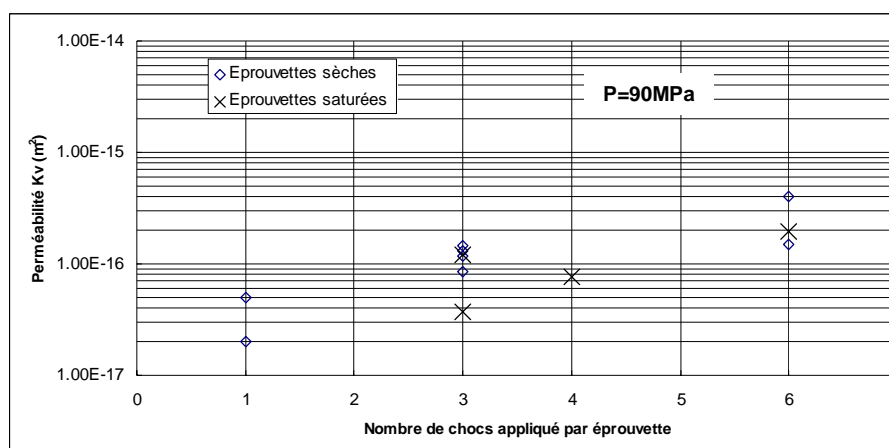 1.00E-14
Eprouvettes sèches
Eprouvettes saturées
P=90MPa
1.00E-15
1.00E-16
1.00E-17
Perméabilité Kv (m²)
0 1 2 3 4 5 6
Nombre de chocs appliqué par éprouvette